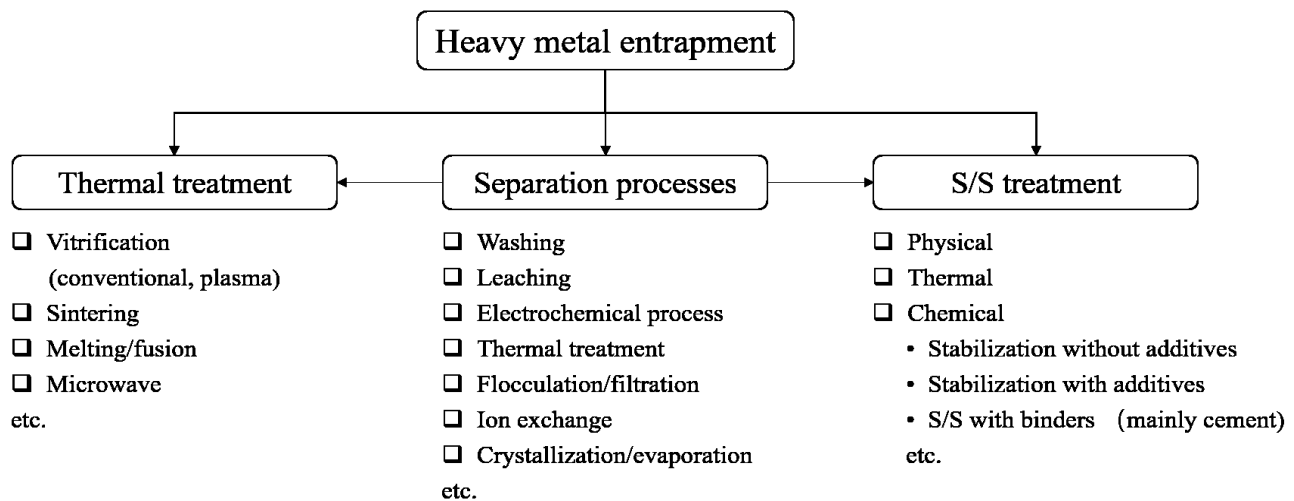 Heavy metal entrapment
Thermal treatment
❑ Vitrification
(conventional, plasma)
❑ Sintering
❑ Melting/fusion
❑ Microwave
etc.
Separation processes
❑ Washing
❑ Leaching
❑ Electrochemical process
❑ Thermal treatment
❑ Flocculation/filtration
❑ Ion exchange
❑ Crystallization/evaporation
etc.
S/S treatment
❑ Physical
❑ Thermal
❑ Chemical
• Stabilization without additives
• Stabilization with additives
• S/S with binders (mainly cement)
etc.